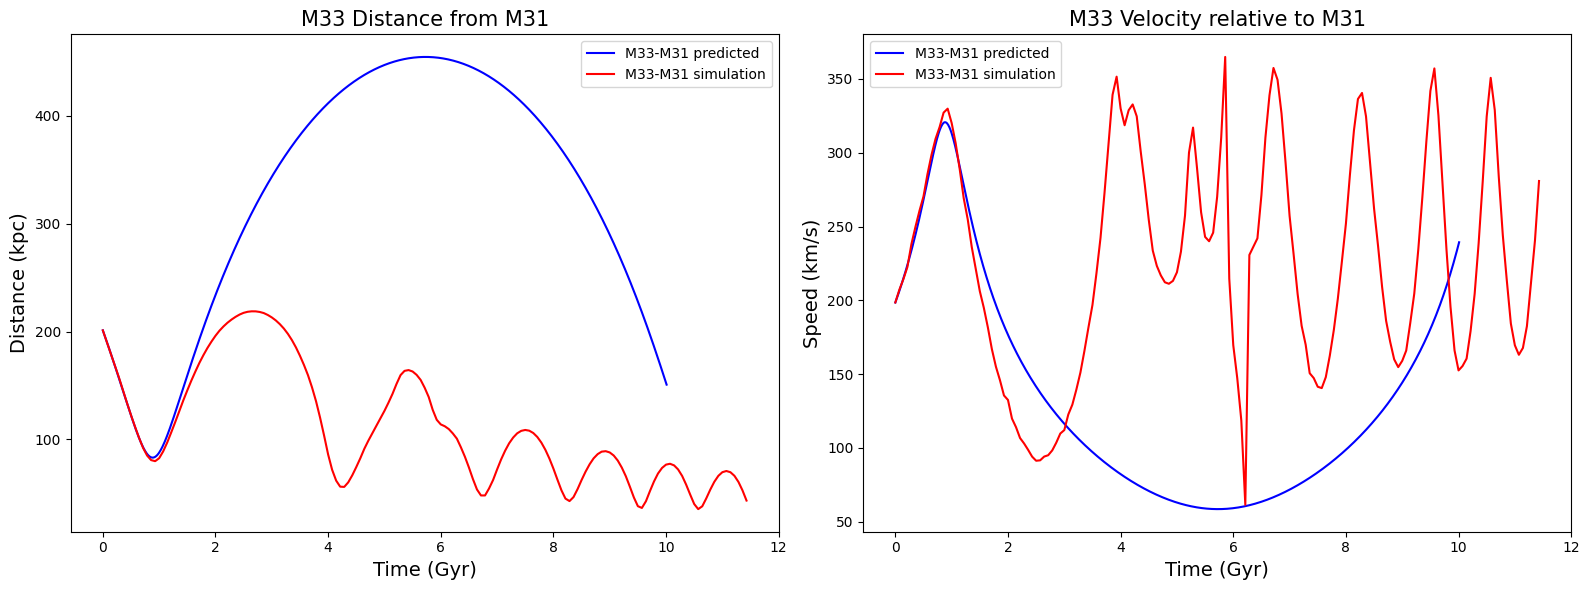 M33 Distance from M31
M33-M31 predicted
M33-M31 simulation
Distance (kpc)
400
300
200
100
0 2 4 6 8 10 12
Time (Gyr)
M33 Velocity relative to M31
M33-M31 predicted
M33-M31 simulation
Speed (km/s)
350
300
250
200
150
100
50
0 2 4 6 8 10 12
Time (Gyr)